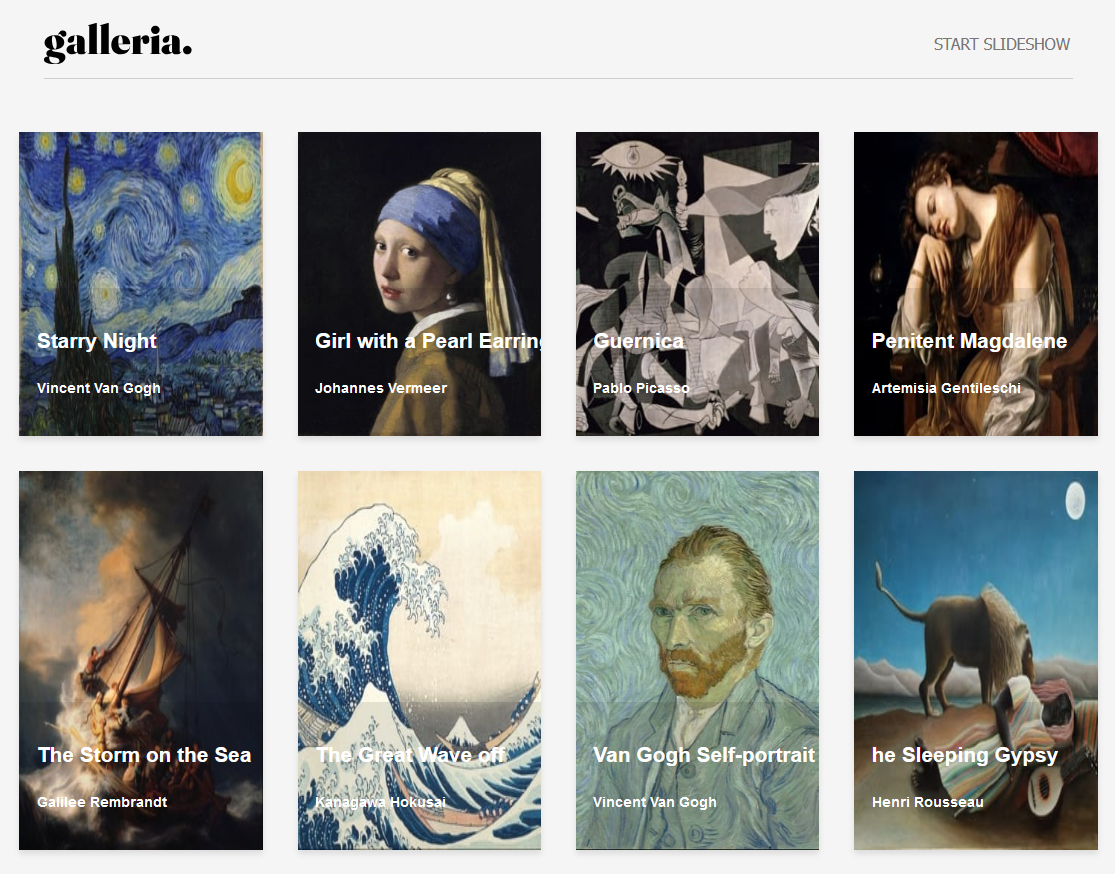 galleria.
START SLIDESHOW
Starry Night
Vincent Van Gogh
Girl with a Pearl Earring
Johannes Vermeer
Guernica
Pablo Picasso
Penitent Magdalene
Artemisia Gentileschi
The Storm on the Sea
Galilee Rembrandt
The Great Wave off
Kanagawa Hokusai
Van Gogh Self-portrait
Vincent Van Gogh
he Sleeping Gypsy
Henri Rousseau